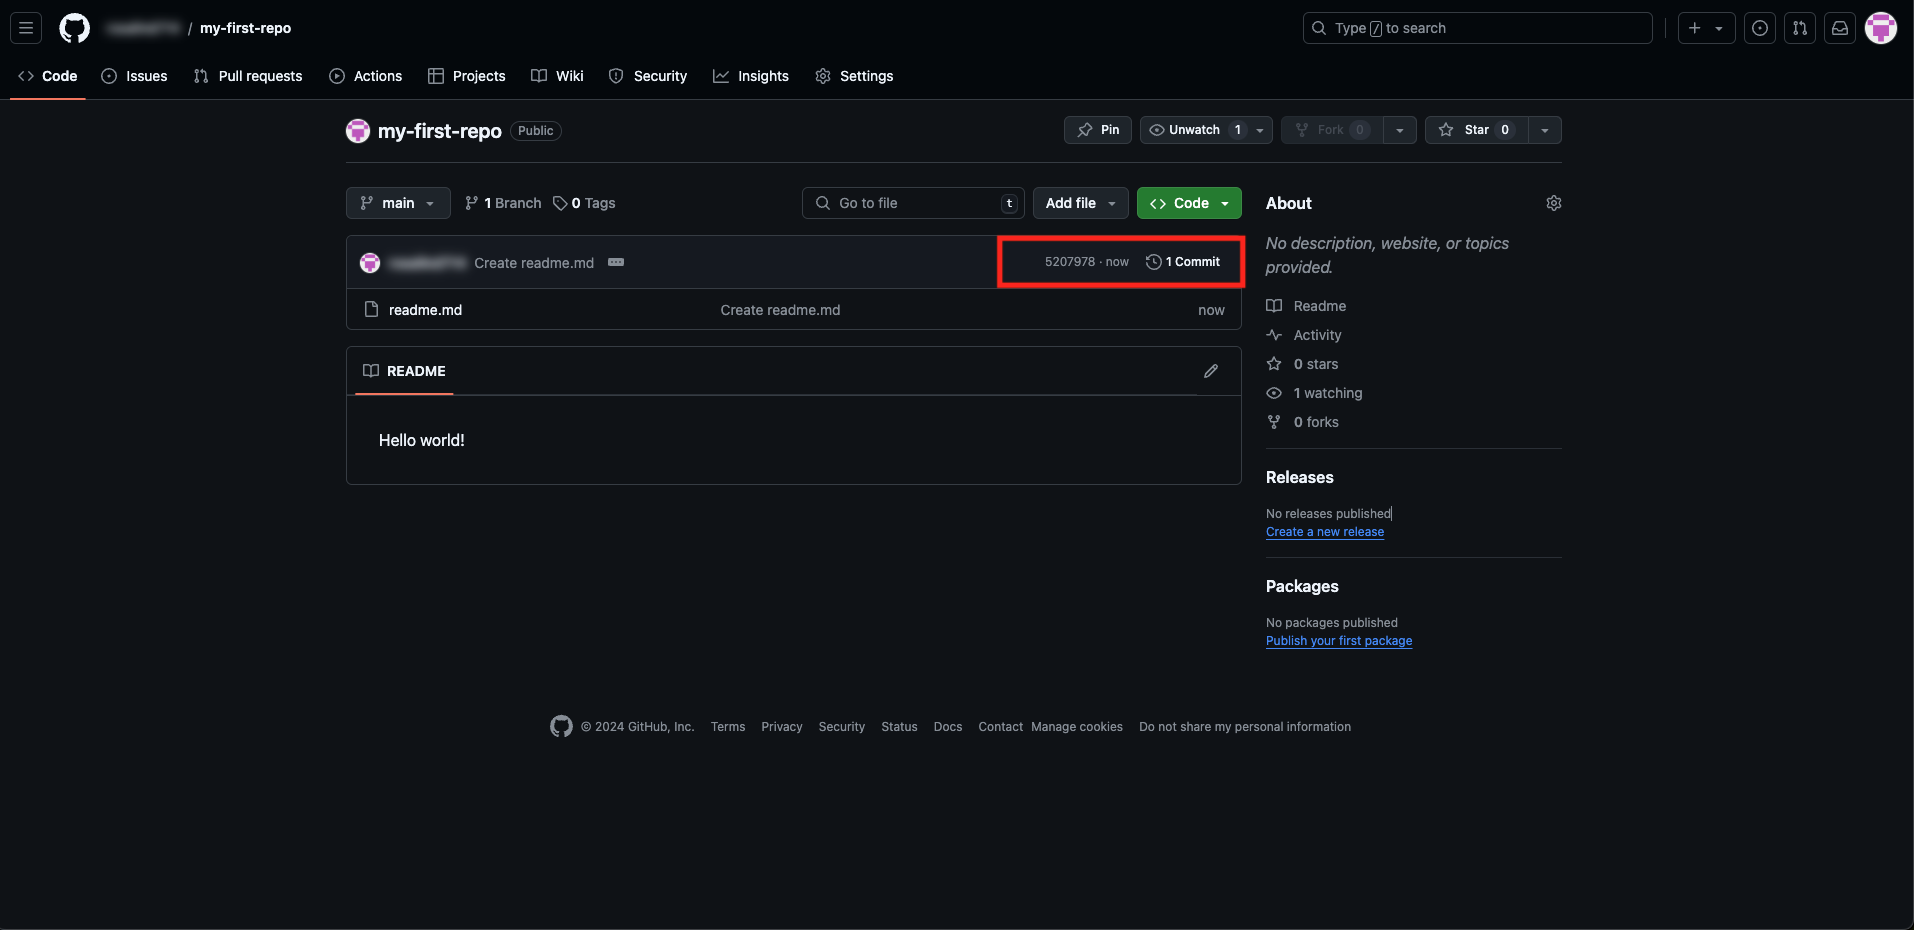 / my-first-repo
Type / to search
Code Issues Pull requests Actions Projects Wiki Security Insights Settings
my-first-repo Public
Pin Unwatch 1 Fork 0 Star 0
main 1 Branch 0 Tags Go to file t Add file Code
Create readme.md 5207978 · now 1 Commit
readme.md Create readme.md now
README
Hello world!
About
No description, website, or topics
provided.
Readme
Activity
0 stars
1 watching
0 forks
Releases
No releases published
Create a new release
Packages
No packages published
Publish your first package
© 2024 GitHub, Inc. Terms Privacy Security Status Docs Contact Manage cookies Do not share my personal information